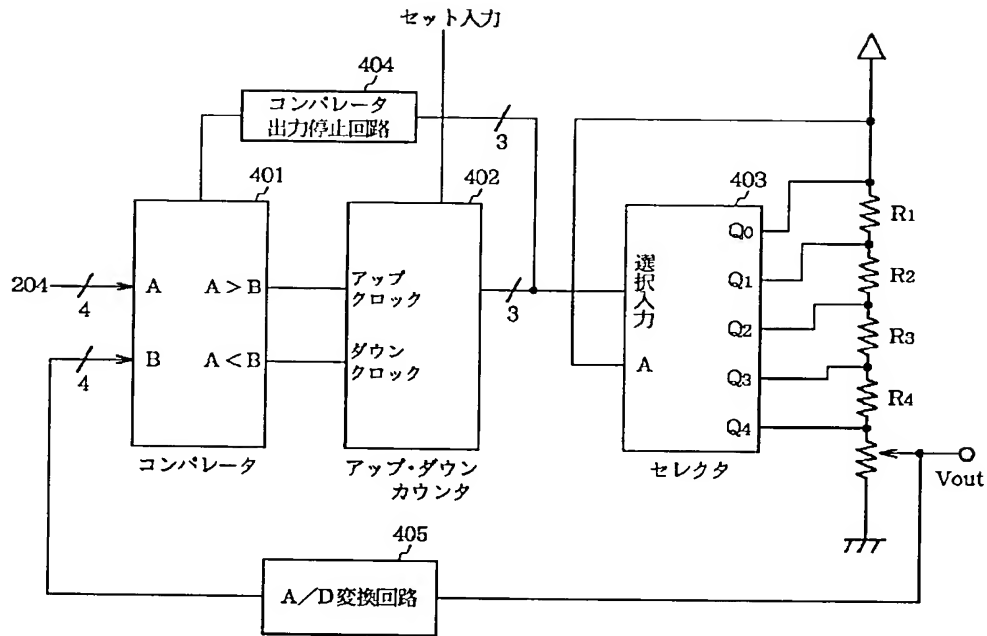 セット入力
404
コンパレータ
出力停止回路
3
401
402
403
204
4
A
A>B
アップ
クロック
3
選択入力
Q0
R1
Q1
R2
Q2
R3
4
B
A<B
ダウン
クロック
A
Q3
R4
Q4
コンパレータ
アップ・ダウン
カウンタ
セレクタ
Vout
405
A/D変換回路